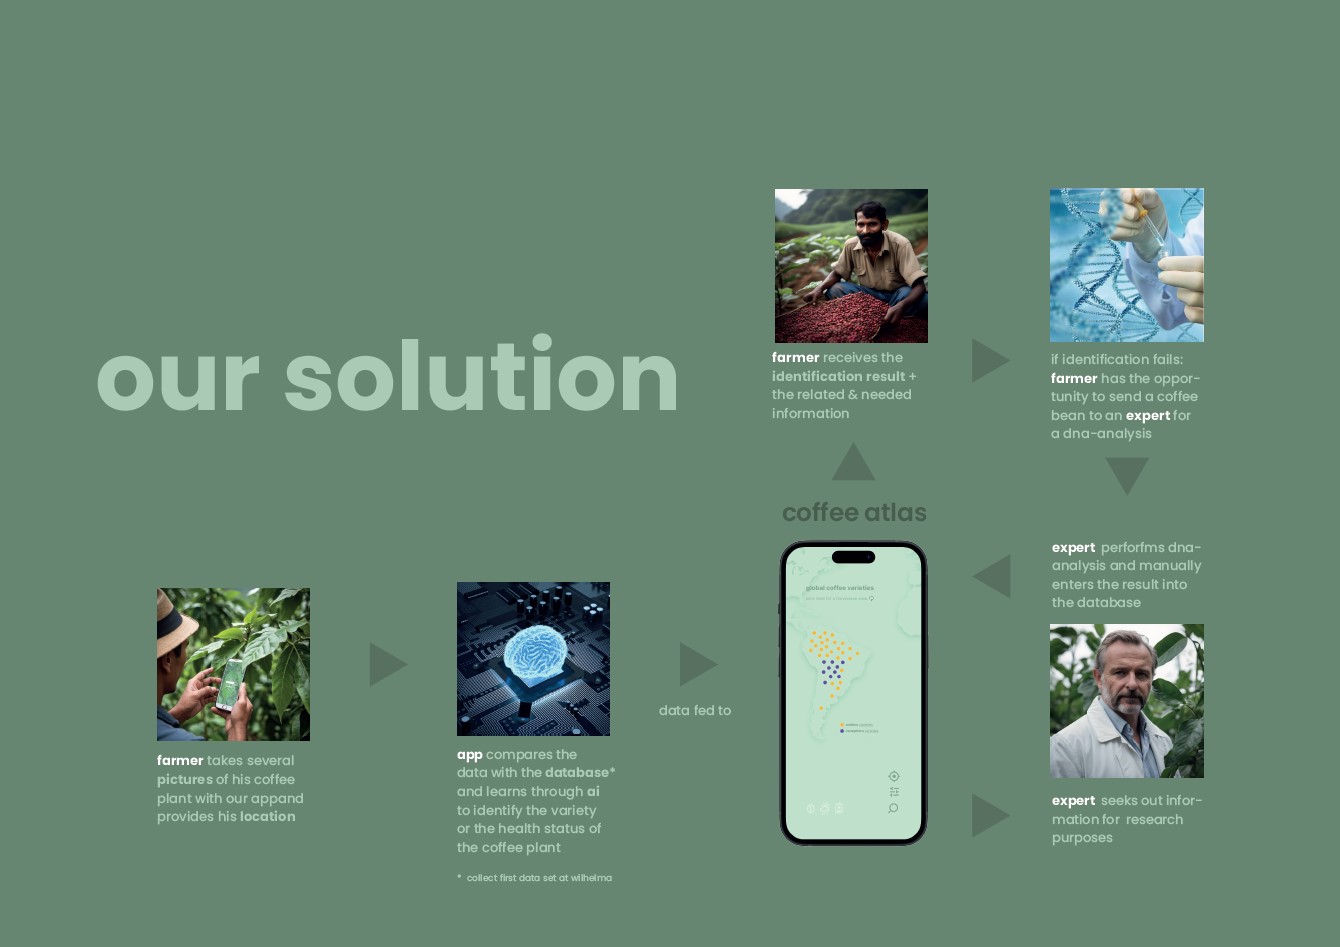 our solution
farmer takes several
pictures of his coffee
plant with our appand
provides his location
app compares the
data with the database*
and learns through ai
to identify the variety
or the health status of
the coffee plant
* collect first data set at wilhelma
data fed to
coffee atlas
global coffee varieties
farmer receives the
identification result +
the related & needed
information
if identification fails:
farmer has the oppor-
tunity to send a coffee
bean to an expert for
a dna-analysis
expert perforfms dna-
analysis and manually
enters the result into
the database
expert seeks out infor-
mation for research
purposes